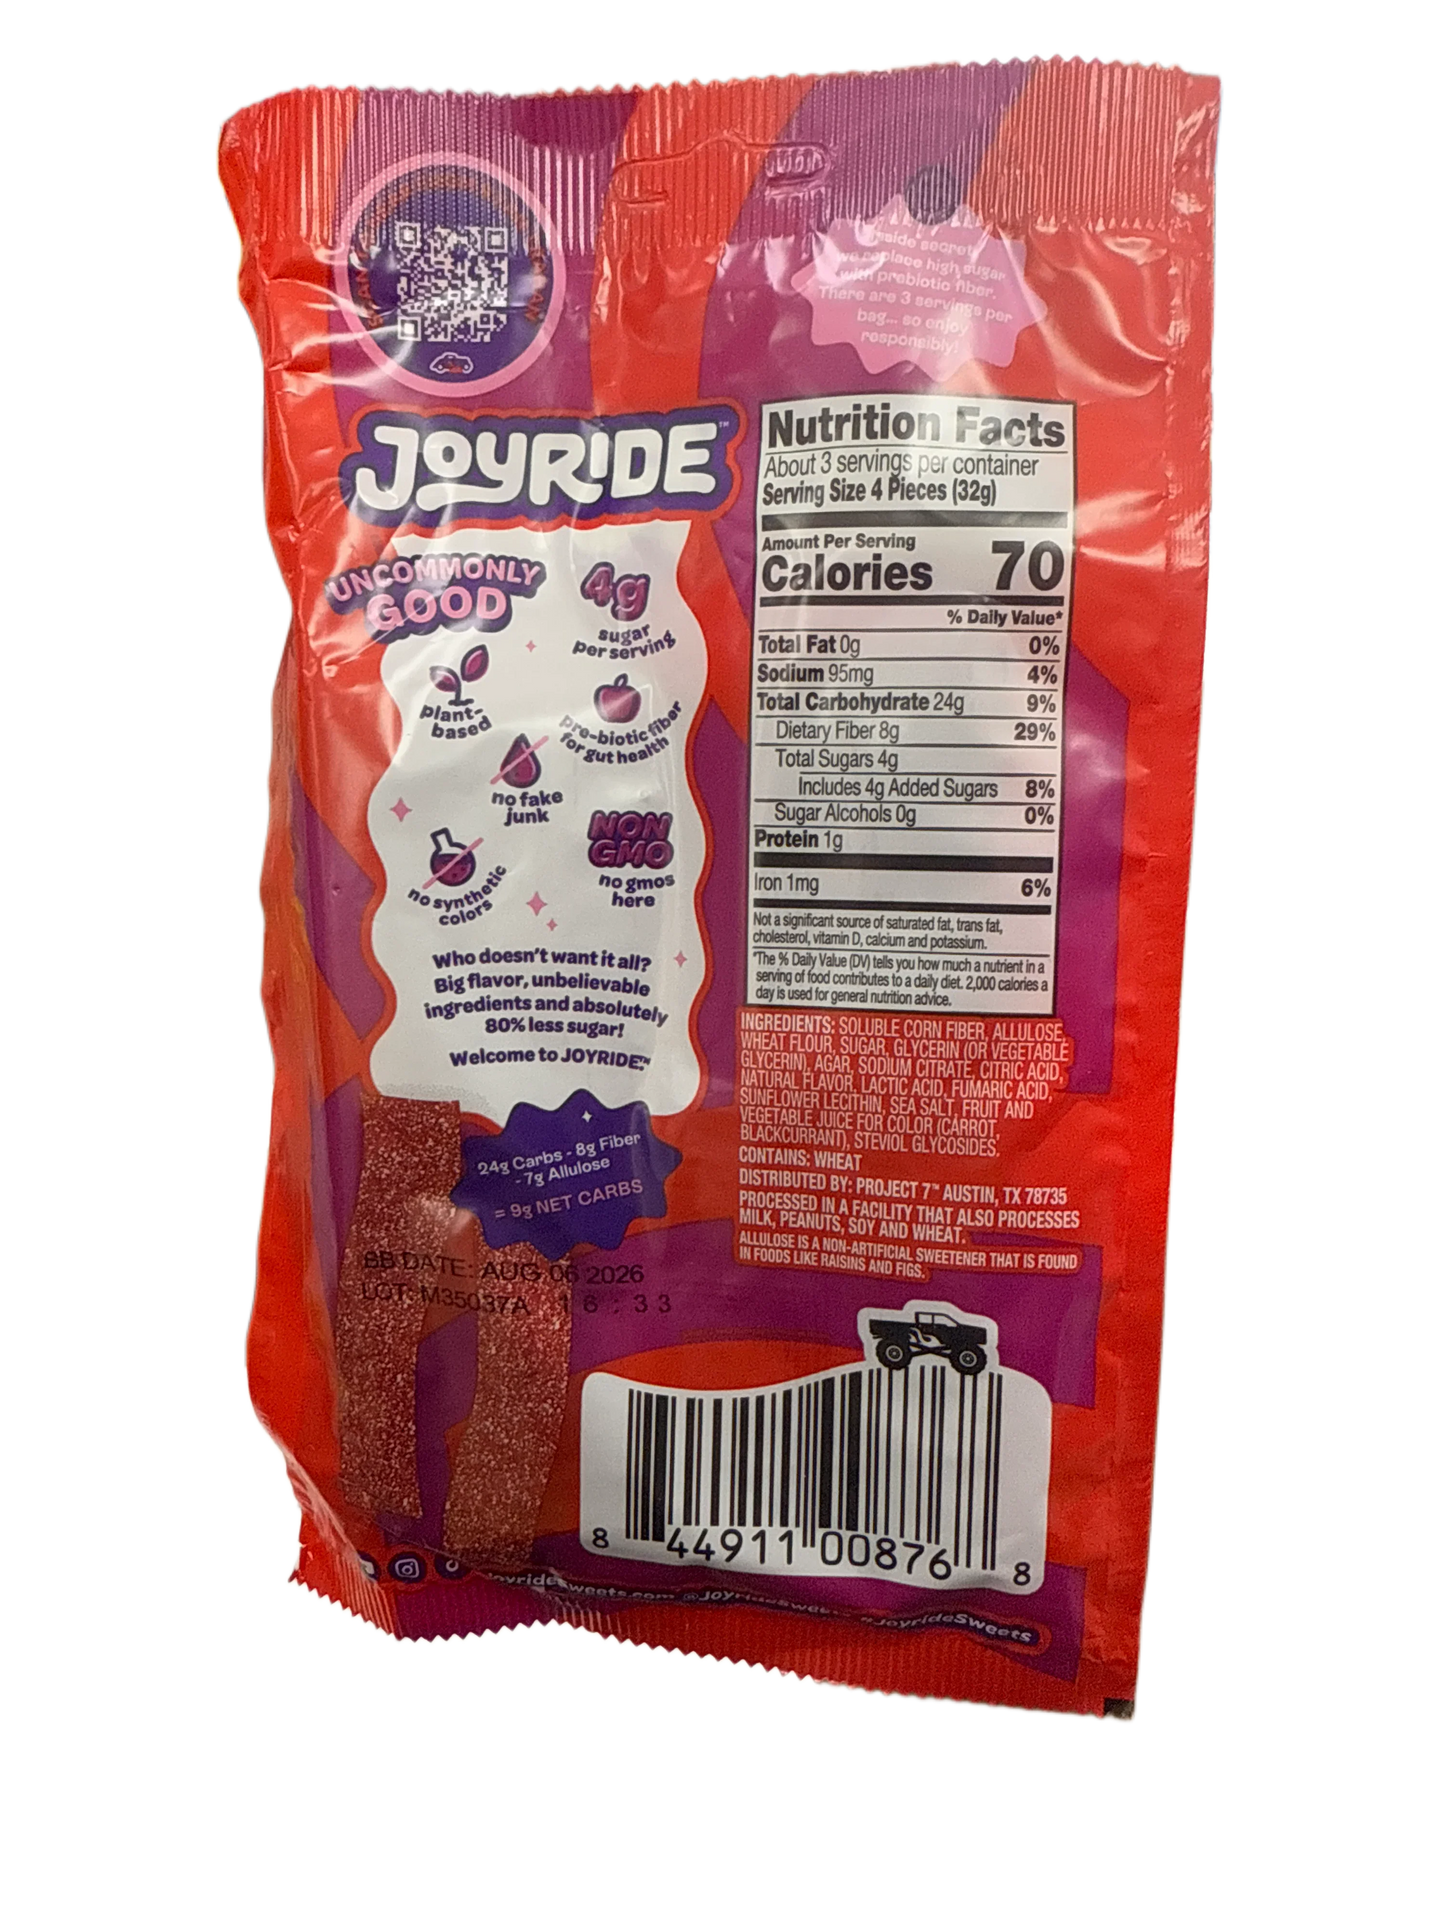 inside secret:
we replace high sugar
with prebiotic fiber.
There are 3 servings per
bag... so enjoy
responsibly!
JOYRIDE™
UNCOMMONLY
GOOD
4g
sugar
per serving
plant-
based
pre-biotic fiber
for gut health
no fake
junk
NON
GMO
no gmos
here
no synthetic
colors
Who doesn't want it all?
Big flavor, unbelievable
ingredients and absolutely
80% less sugar!
Welcome to JOYRIDE™
24g Carbs - 8g Fiber
- 7g Allulose
= 9g NET CARBS
BB DATE: AUG 06 2026
LOT: M35037A 16:33
Nutrition Facts
About 3 servings per container
Serving Size 4 Pieces (32g)
Amount Per Serving
Calories 70
% Daily Value*
Total Fat 0g 0%
Sodium 95mg 4%
Total Carbohydrate 24g 9%
Dietary Fiber 8g 29%
Total Sugars 4g
Includes 4g Added Sugars 8%
Sugar Alcohols 0g 0%
Protein 1g
Iron 1mg 6%
Not a significant source of saturated fat, trans fat,
cholesterol, vitamin D, calcium and potassium.
*The % Daily Value (DV) tells you how much a nutrient in a
serving of food contributes to a daily diet. 2,000 calories a
day is used for general nutrition advice.
INGREDIENTS: SOLUBLE CORN FIBER, ALLULOSE,
WHEAT FLOUR, SUGAR, GLYCERIN (OR VEGETABLE
GLYCERIN), AGAR, SODIUM CITRATE, CITRIC ACID,
NATURAL FLAVOR, LACTIC ACID, FUMARIC ACID,
SUNFLOWER LECITHIN, SEA SALT, FRUIT AND
VEGETABLE JUICE FOR COLOR (CARROT,
BLACKCURRANT), STEVIOL GLYCOSIDES.
CONTAINS: WHEAT
DISTRIBUTED BY: PROJECT 7™ AUSTIN, TX 78735
PROCESSED IN A FACILITY THAT ALSO PROCESSES
MILK, PEANUTS, SOY AND WHEAT.
ALLULOSE IS A NON-ARTIFICIAL SWEETENER THAT IS FOUND
IN FOODS LIKE RAISINS AND FIGS.
8 44911 00876 8
joyridesweets.com @JoyrideSweets #JoyrideSweets